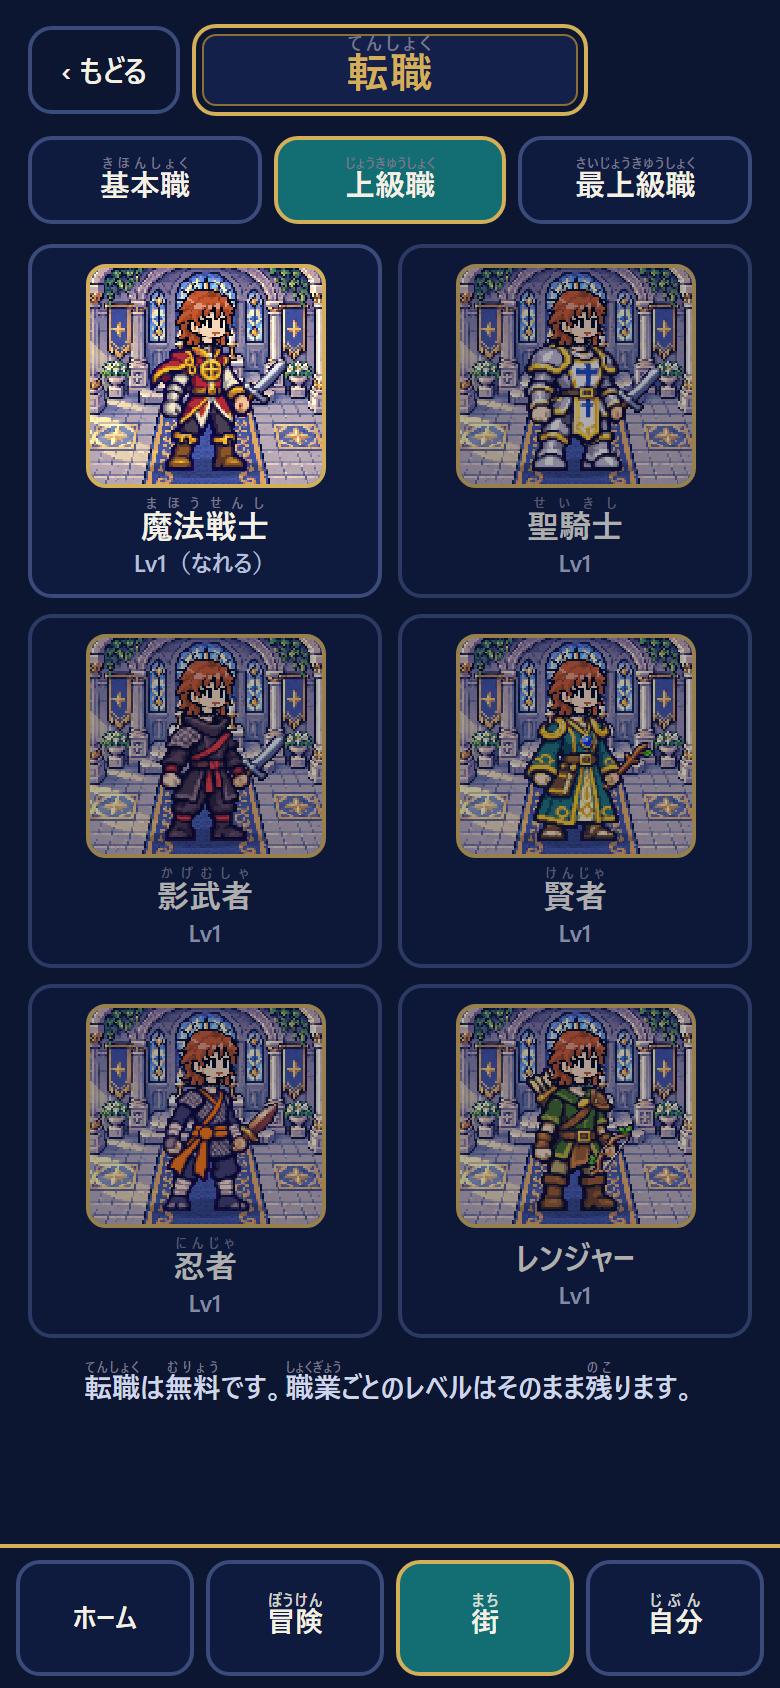 ‹ もどる
てんしょく
転職
きほんしょく
基本職
じょうきゅうしょく
上級職
さいじょうきゅうしょく
最上級職
まほうせんし
魔法戦士
Lv1（なれる）
せいきし
聖騎士
Lv1
かげむしゃ
影武者
Lv1
けんじゃ
賢者
Lv1
にんじゃ
忍者
Lv1
レンジャー
Lv1
てんしょく むりょう しょくぎょう のこ
転職は無料です。職業ごとのレベルはそのまま残ります。
ホーム
ぼうけん
冒険
まち
街
じぶん
自分